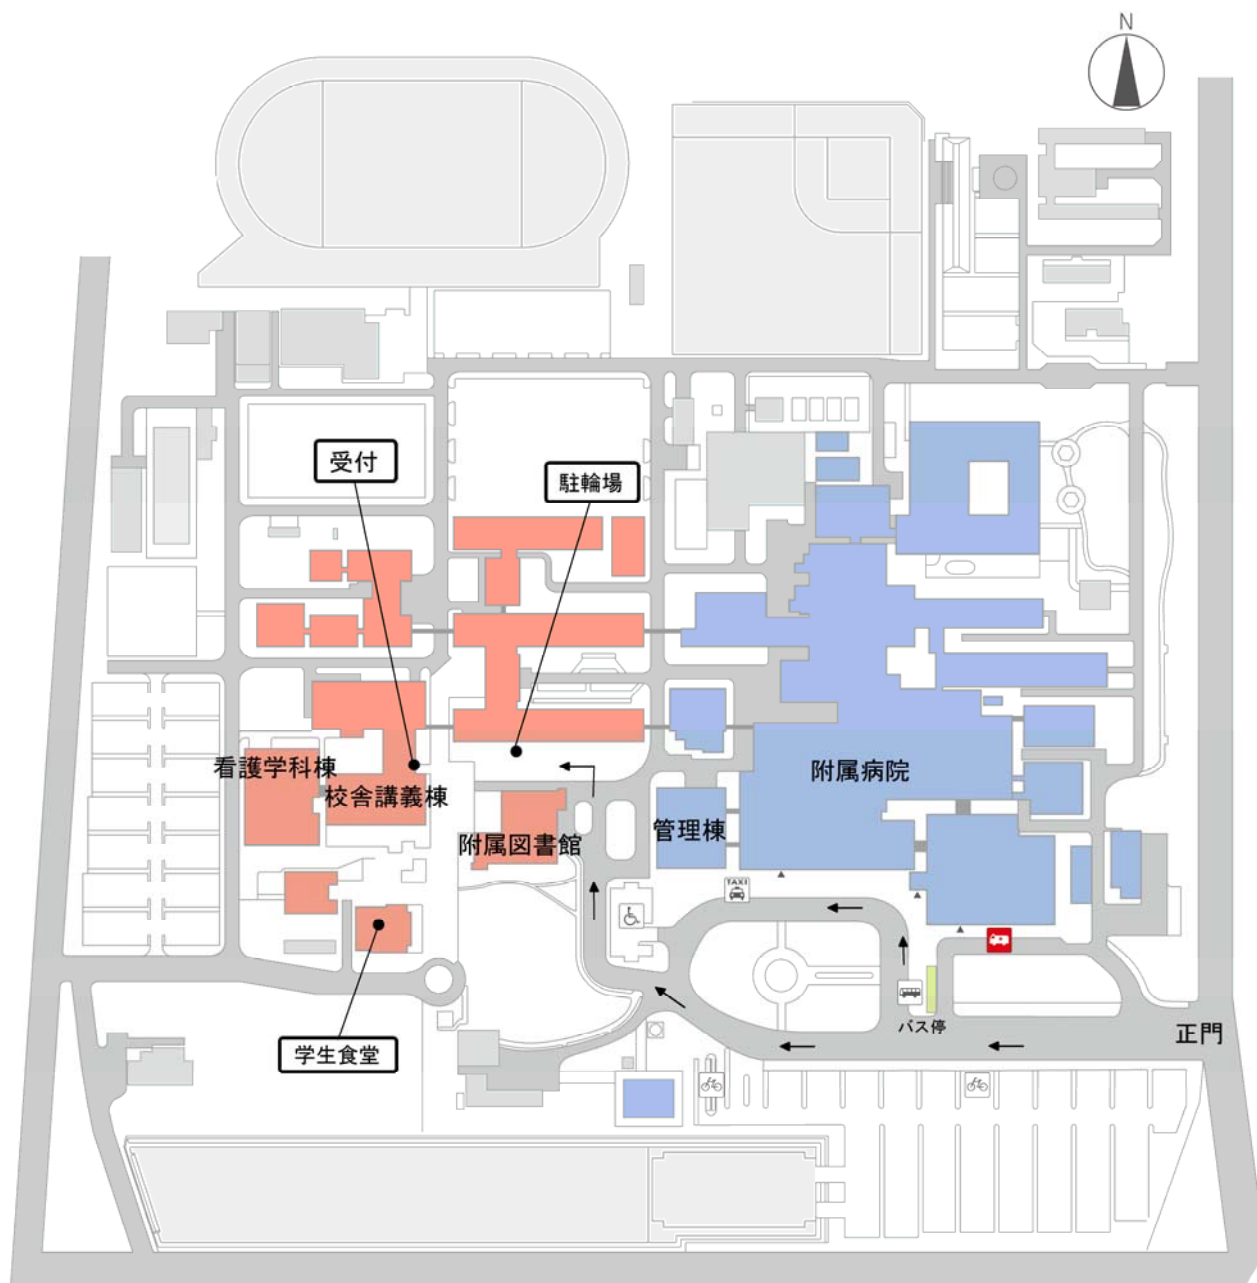 N
受付
駐輪場
看護学科棟
校舎講義棟
附属病院
附属図書館
管理棟
TAXI
バス停
正門
学生食堂